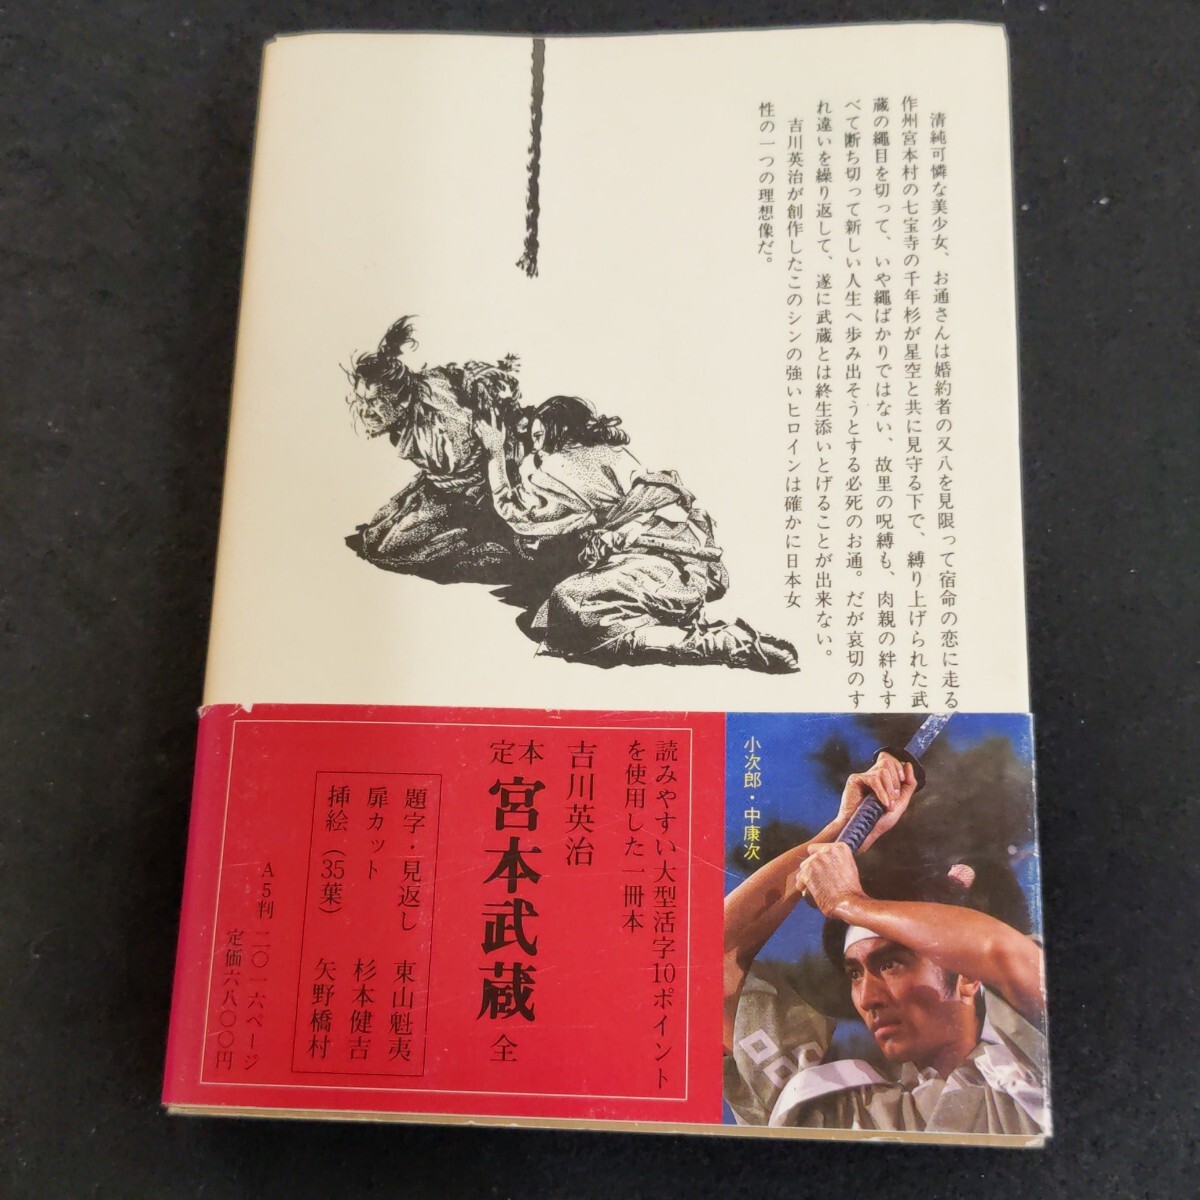 清純可憐な美少女、お通さんは婚約者の又八を見限って宿命の恋に走る
作州宮本村の七宝寺の千年杉が星空と共に見守る下で、縛り上げられた武
蔵の縄目を切って、いや縄ばかりではない、故里の呪縛も、肉親の絆もす
べて断ち切って新しい人生へ歩み出そうとする必死のお通。だが哀切のす
れ違いを繰り返して、遂に武蔵とは終生添いとげることが出来ない。
吉川英治が創作したこのシンの強いヒロインは確かに日本女
性の一つの理想像だ。
小次郎・中康次
読みやすい大型活字10ポイント
を使用した一冊本
吉川英治
定本 宮本武蔵 全
題字・見返し 東山魁夷
扉カット 杉本健吉
挿絵（35葉） 矢野橋村
A5判 二〇一六ページ
定価六八〇〇円